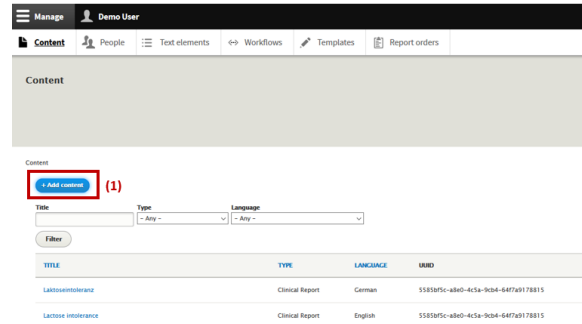 Manage Demo User
Content People Text elements Workflows Templates Report orders
Content
Content
+ Add content (1)
Title Type Language
- Any - - Any -
Filter
TITLE TYPE LANGUAGE UUID
Laktoseintoleranz Clinical Report German 5585bf5c-a8e0-4c5a-9cb4-64f7a9178815
Lactose intolerance Clinical Report English 5585bf5c-a8e0-4c5a-9cb4-64f7a9178815